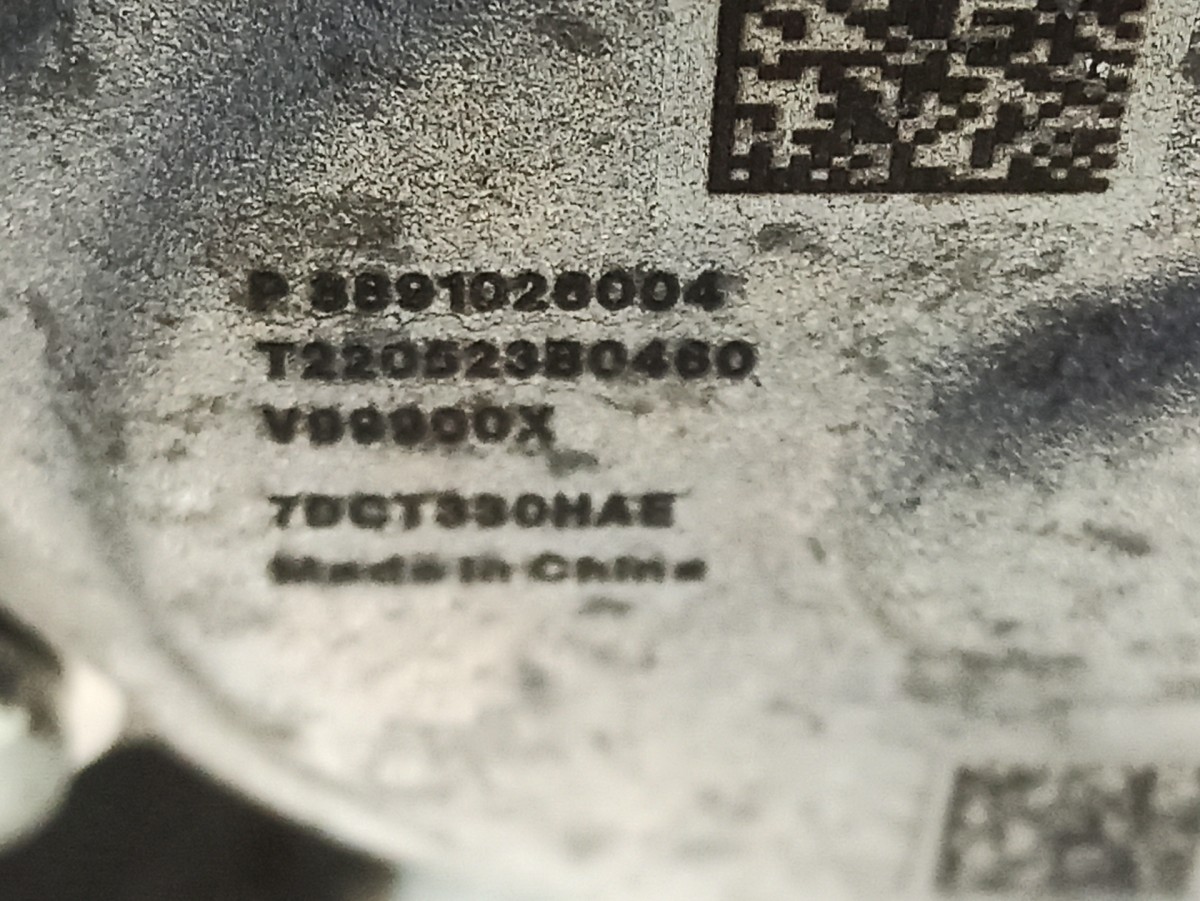 P 8891028004
T220523B0460
V99900X
7DCT330HAE
Made in China